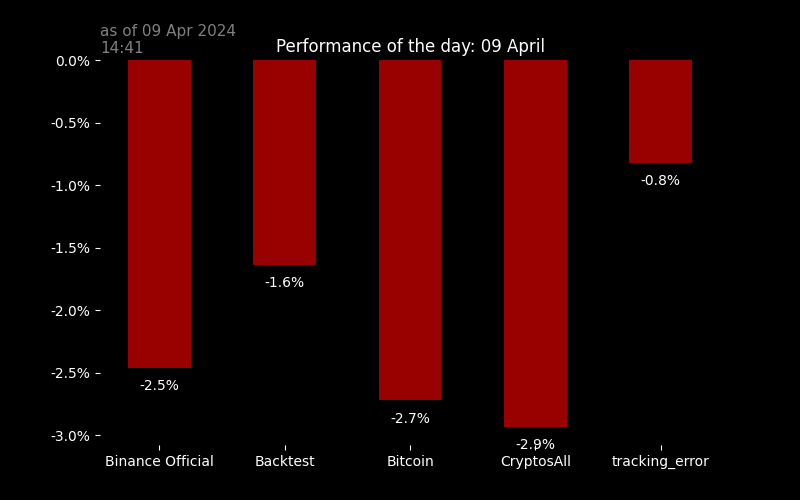 as of 09 Apr 2024
14:41
Performance of the day: 09 April
0.0%
-0.5%
-1.0%
-1.5%
-2.0%
-2.5%
-3.0%
-2.5%
-1.6%
-2.7%
-2.9%
-0.8%
Binance Official
Backtest
Bitcoin
CryptosAll
tracking_error